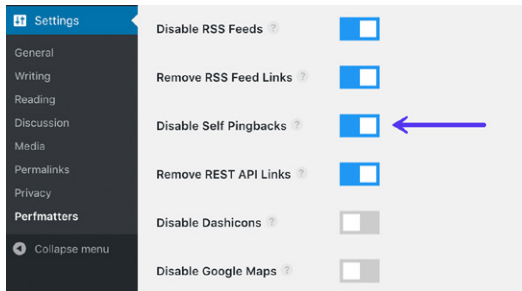 Settings
General
Writing
Reading
Discussion
Media
Permalinks
Privacy
Perfmatters
Collapse menu
Disable RSS Feeds ?
Remove RSS Feed Links ?
Disable Self Pingbacks ?
Remove REST API Links ?
Disable Dashicons ?
Disable Google Maps ?